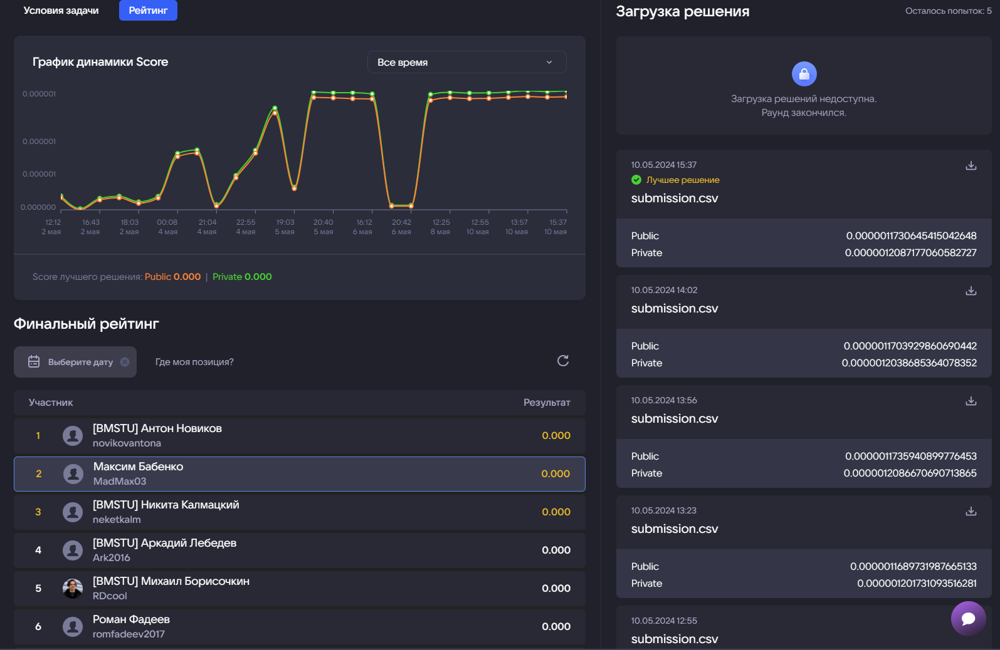 Условия задачи
Рейтинг
График динамики Score
Все время
0.000001
0.000001
0.000001
0.000000
12:12 16:43 18:03 00:08 21:04 22:55 19:03 20:40 16:12 20:42 12:25 12:55 13:57 15:37
2 мая 2 мая 2 мая 4 мая 4 мая 4 мая 5 мая 5 мая 6 мая 6 мая 8 мая 10 мая 10 мая 10 мая
Score лучшего решения: Public 0.000 | Private 0.000
Финальный рейтинг
Выберите дату
Где моя позиция?
Участник Результат
1 [BMSTU] Антон Новиков 0.000
novikovantona
2 Максим Бабенко 0.000
MadMax03
3 [BMSTU] Никита Калмацкий 0.000
neketkalm
4 [BMSTU] Аркадий Лебедев 0.000
Ark2016
5 [BMSTU] Михаил Борисочкин 0.000
RDcool
6 Роман Фадеев 0.000
romfadeev2017
Загрузка решения
Осталось попыток: 5
Загрузка решений недоступна.
Раунд закончился.
10.05.2024 15:37
Лучшее решение
submission.csv
Public 0.0000011730645415042648
Private 0.0000012087177060582727
10.05.2024 14:02
submission.csv
Public 0.0000011703929860690442
Private 0.0000012038685364078352
10.05.2024 13:56
submission.csv
Public 0.0000011735940899776453
Private 0.0000012086670690713865
10.05.2024 13:23
submission.csv
Public 0.0000011689731987665133
Private 0.000001201731093516281
10.05.2024 12:55
submission.csv